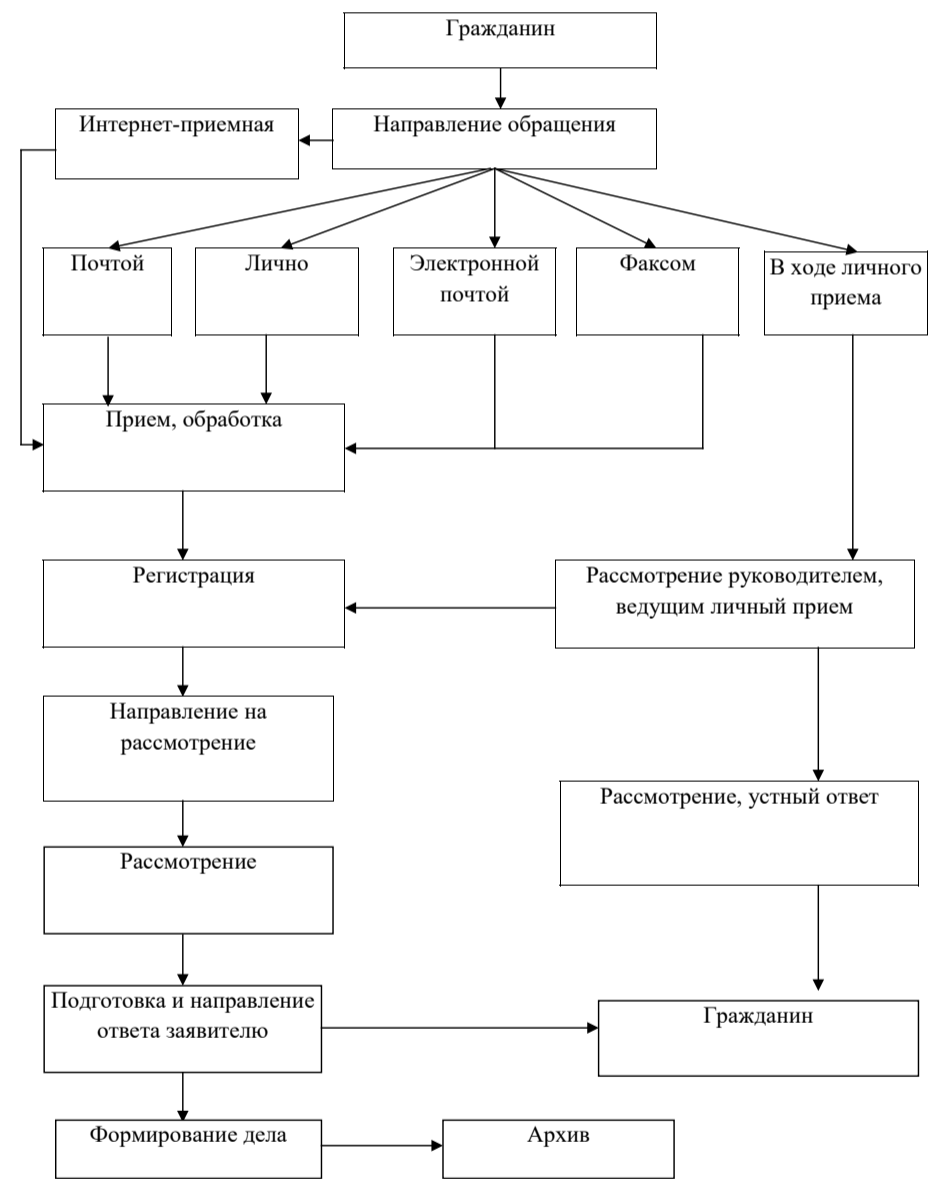 Гражданин
Интернет-приемная
Направление обращения
Почтой
Лично
Электронной
почтой
Факсом
В ходе личного
приема
Прием, обработка
Регистрация
Рассмотрение руководителем,
ведущим личный прием
Направление на
рассмотрение
Рассмотрение, устный ответ
Рассмотрение
Подготовка и направление
ответа заявителю
Гражданин
Формирование дела
Архив